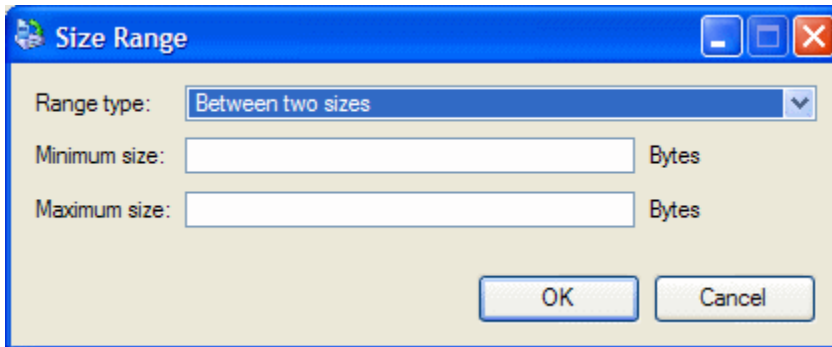 Size Range
Range type: Between two sizes
Minimum size: Bytes
Maximum size: Bytes
OK Cancel